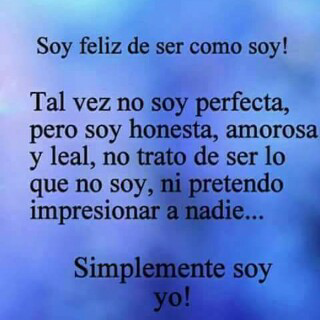 Soy feliz de ser como soy!
Tal vez no soy perfecta,
pero soy honesta, amorosa
y leal, no trato de ser lo
que no soy, ni pretendo
impresionar a nadie...
Simplemente soy
yo!